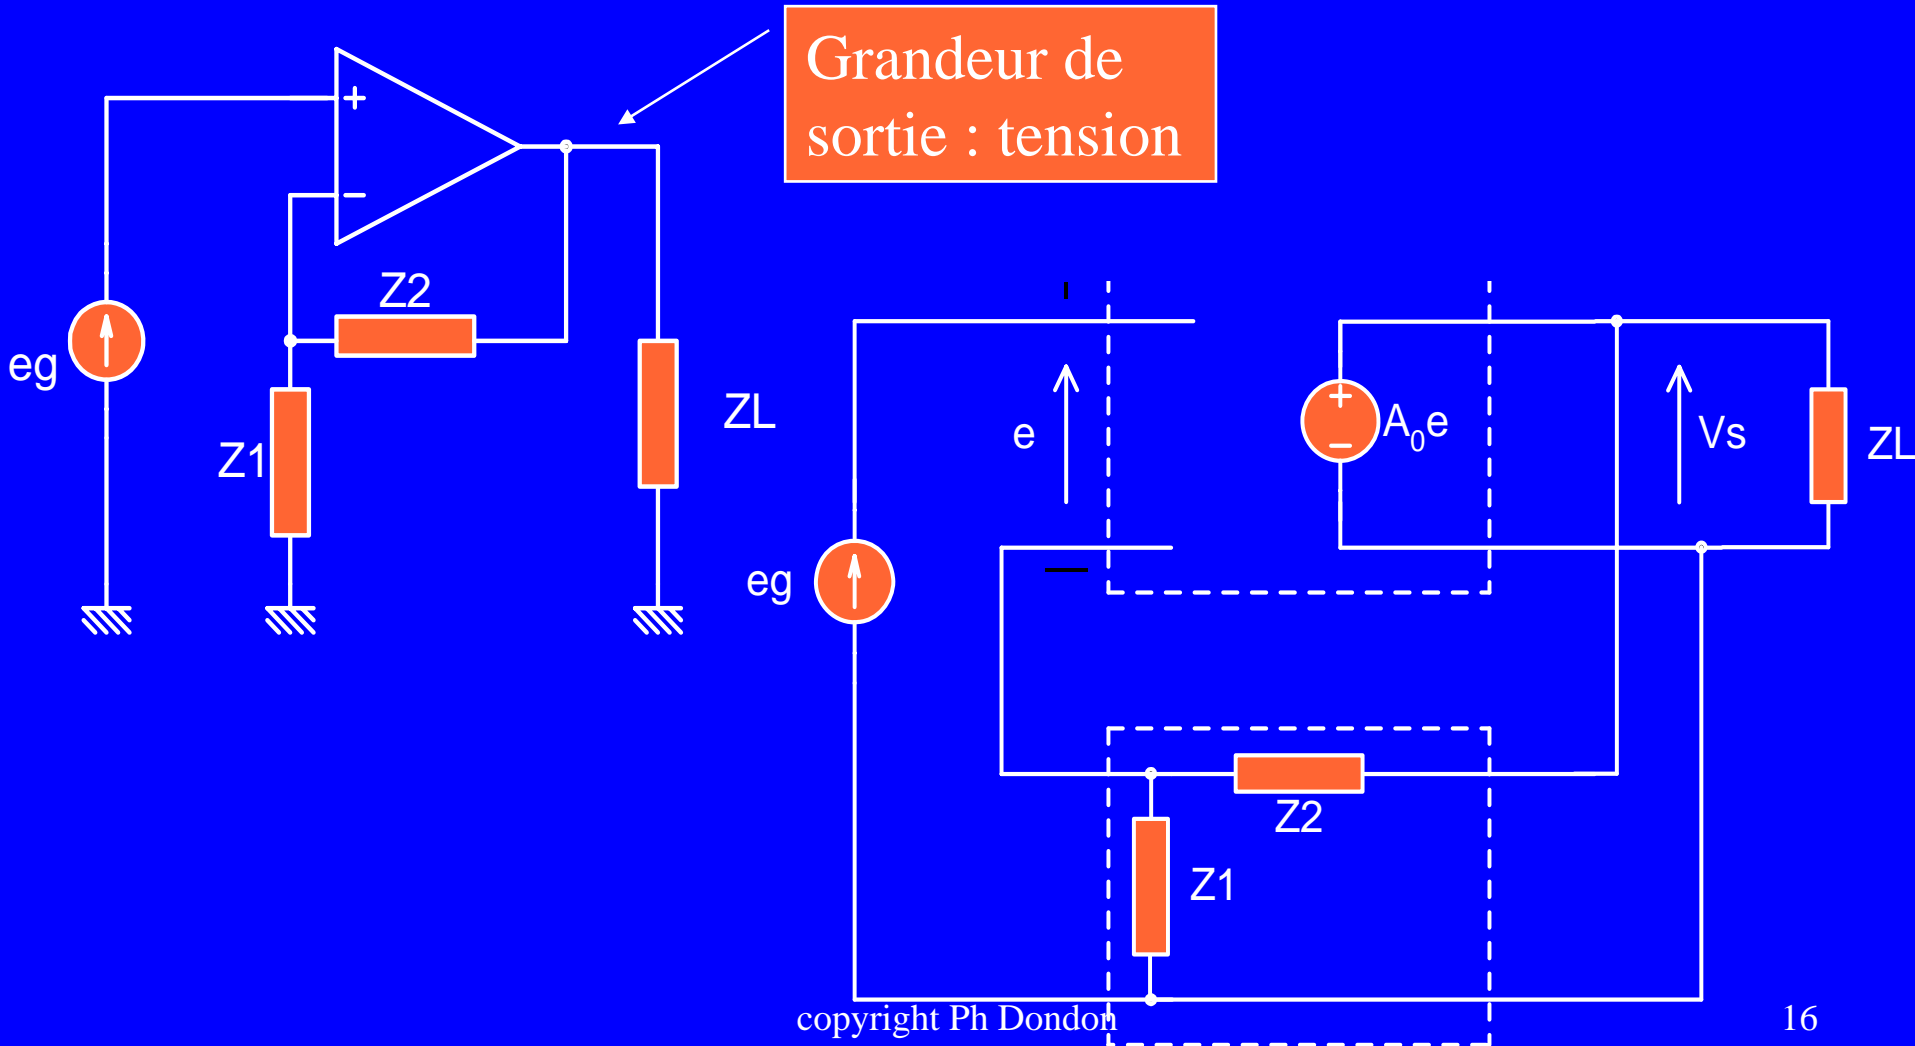 Grandeur de
sortie : tension
+
−
Z2
eg
Z1
ZL
e
+
−
A₀e
Vs
ZL
eg
Z2
Z1
copyright Ph Dondon
16